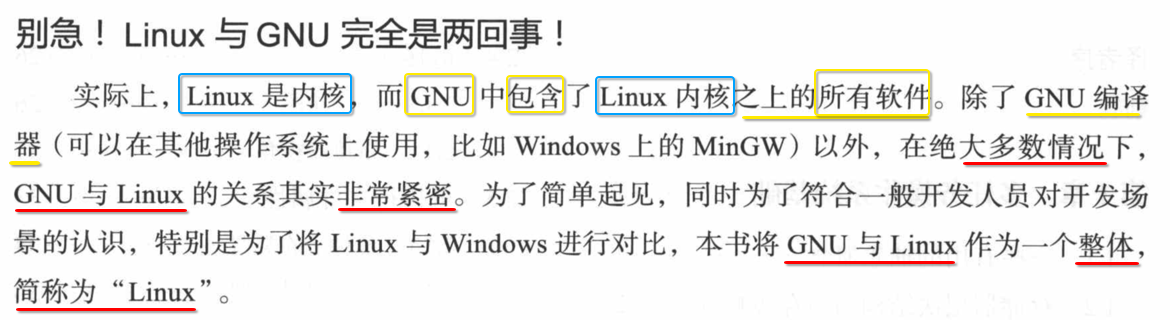 别急！Linux 与 GNU 完全是两回事！
实际上，Linux 是内核，而 GNU 中包含了 Linux 内核之上的所有软件。除了 GNU 编译
器（可以在其他操作系统上使用，比如 Windows 上的 MinGW）以外，在绝大多数情况下，
GNU 与 Linux 的关系其实非常紧密。为了简单起见，同时为了符合一般开发人员对开发场
景的认识，特别是为了将 Linux 与 Windows 进行对比，本书将 GNU 与 Linux 作为一个整体，
简称为“Linux”。